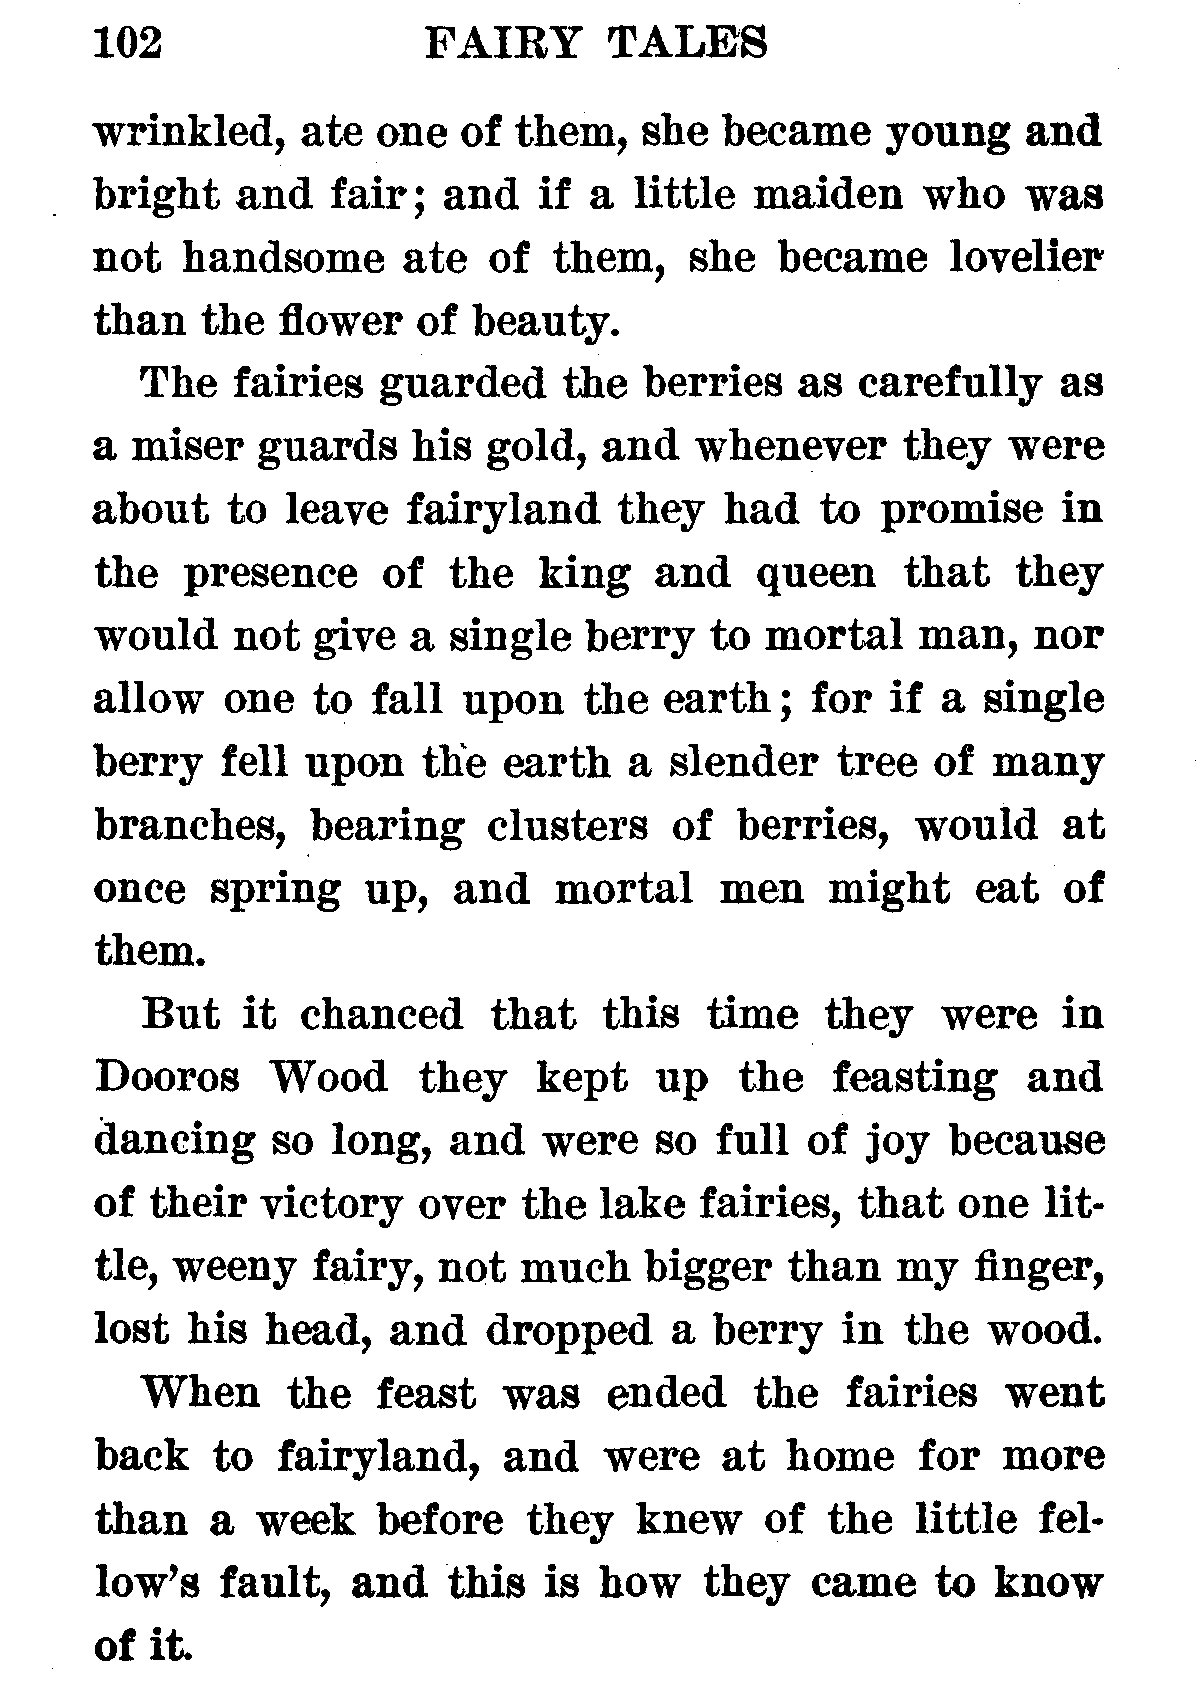 102 FAIRY TALES
wrinkled, ate one of them, she became young and
bright and fair; and if a little maiden who was
not handsome ate of them, she became lovelier
than the flower of beauty.
The fairies guarded the berries as carefully as
a miser guards his gold, and whenever they were
about to leave fairyland they had to promise in
the presence of the king and queen that they
would not give a single berry to mortal man, nor
allow one to fall upon the earth; for if a single
berry fell upon the earth a slender tree of many
branches, bearing clusters of berries, would at
once spring up, and mortal men might eat of
them.
But it chanced that this time they were in
Dooros Wood they kept up the feasting and
dancing so long, and were so full of joy because
of their victory over the lake fairies, that one lit-
tle, weeny fairy, not much bigger than my finger,
lost his head, and dropped a berry in the wood.
When the feast was ended the fairies went
back to fairyland, and were at home for more
than a week before they knew of the little fel-
low's fault, and this is how they came to know
of it.